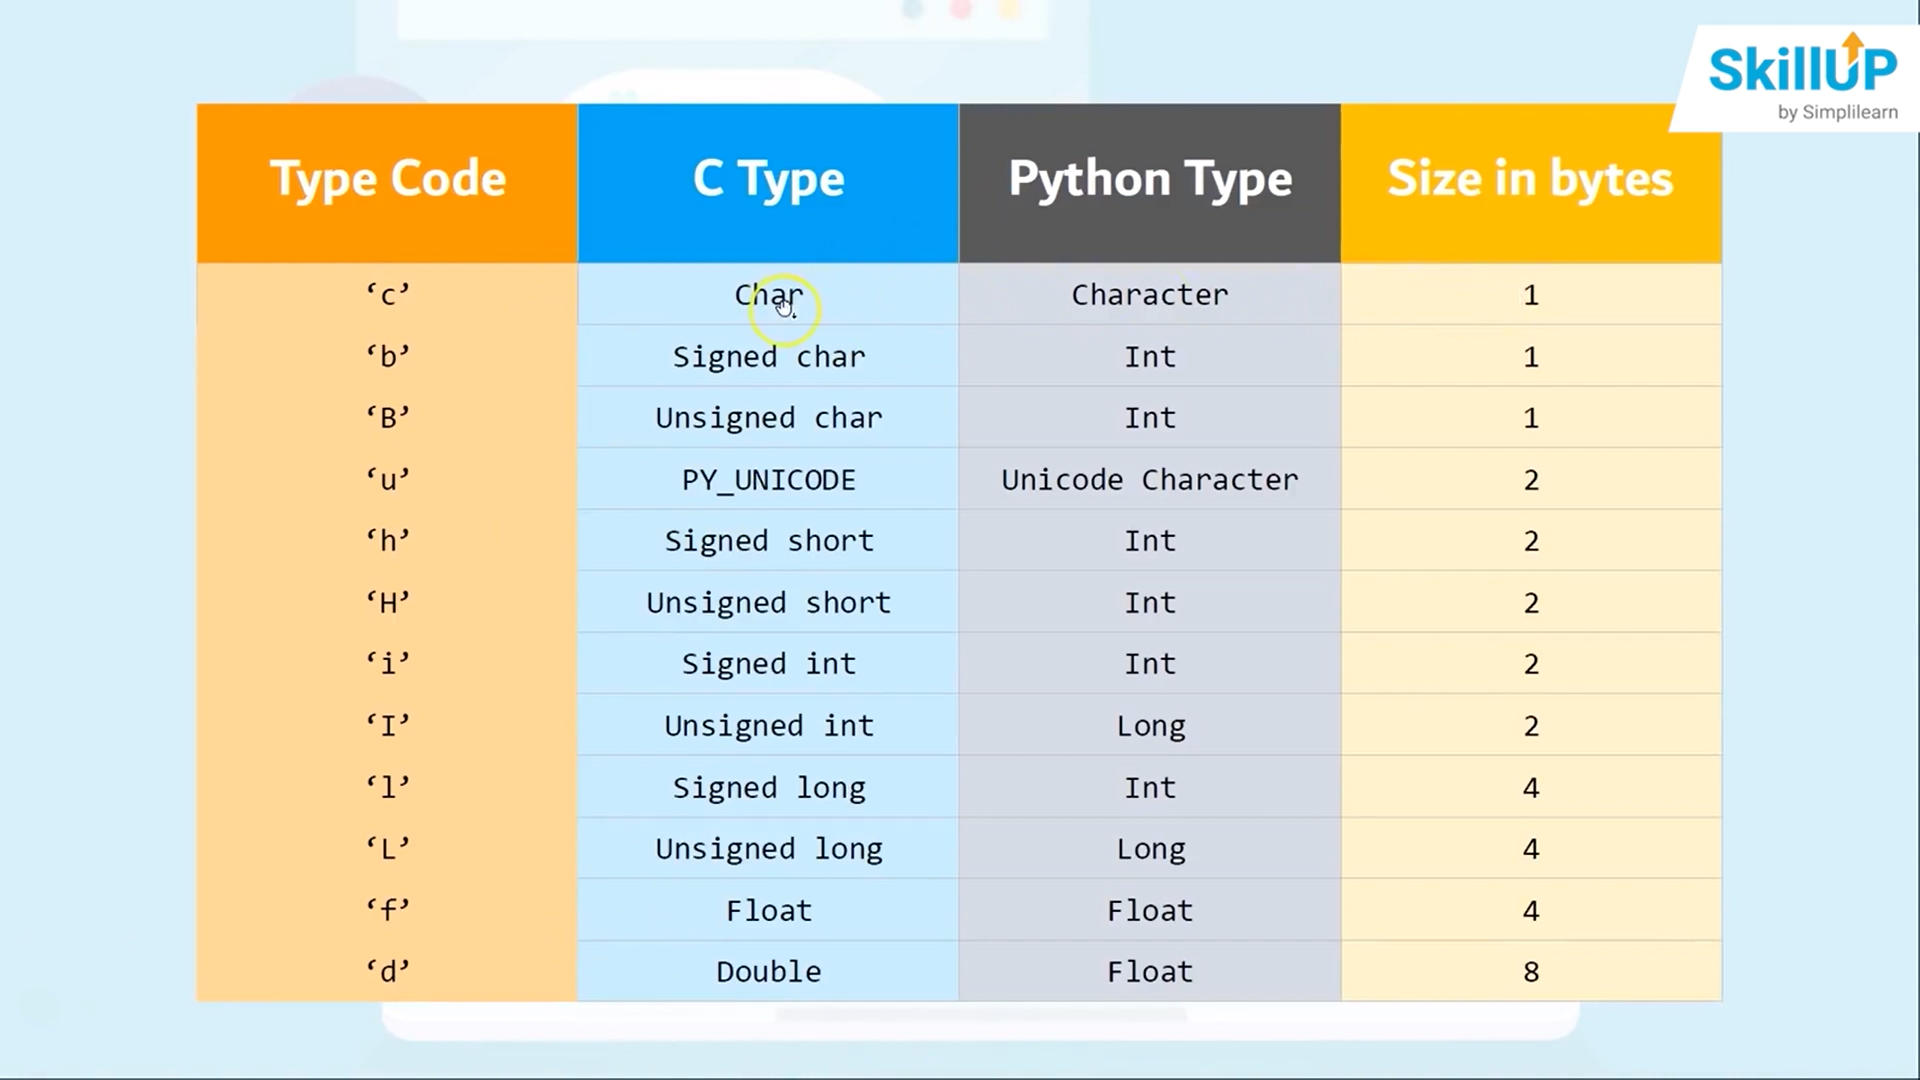 SkillUP
by Simplilearn
Type Code C Type Python Type Size in bytes
‘c’ Char Character 1
‘b’ Signed char Int 1
‘B’ Unsigned char Int 1
‘u’ PY_UNICODE Unicode Character 2
‘h’ Signed short Int 2
‘H’ Unsigned short Int 2
‘i’ Signed int Int 2
‘I’ Unsigned int Long 2
‘l’ Signed long Int 4
‘L’ Unsigned long Long 4
‘f’ Float Float 4
‘d’ Double Float 8